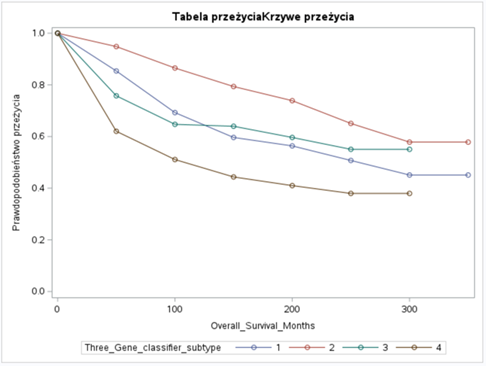 Tabela przeżyciaKrzywe przeżycia
1.0
0.8
0.6
0.4
0.2
0.0
Prawdopodobieństwo przeżycia
0 100 200 300
Overall_Survival_Months
Three_Gene_classifier_subtype 1 2 3 4